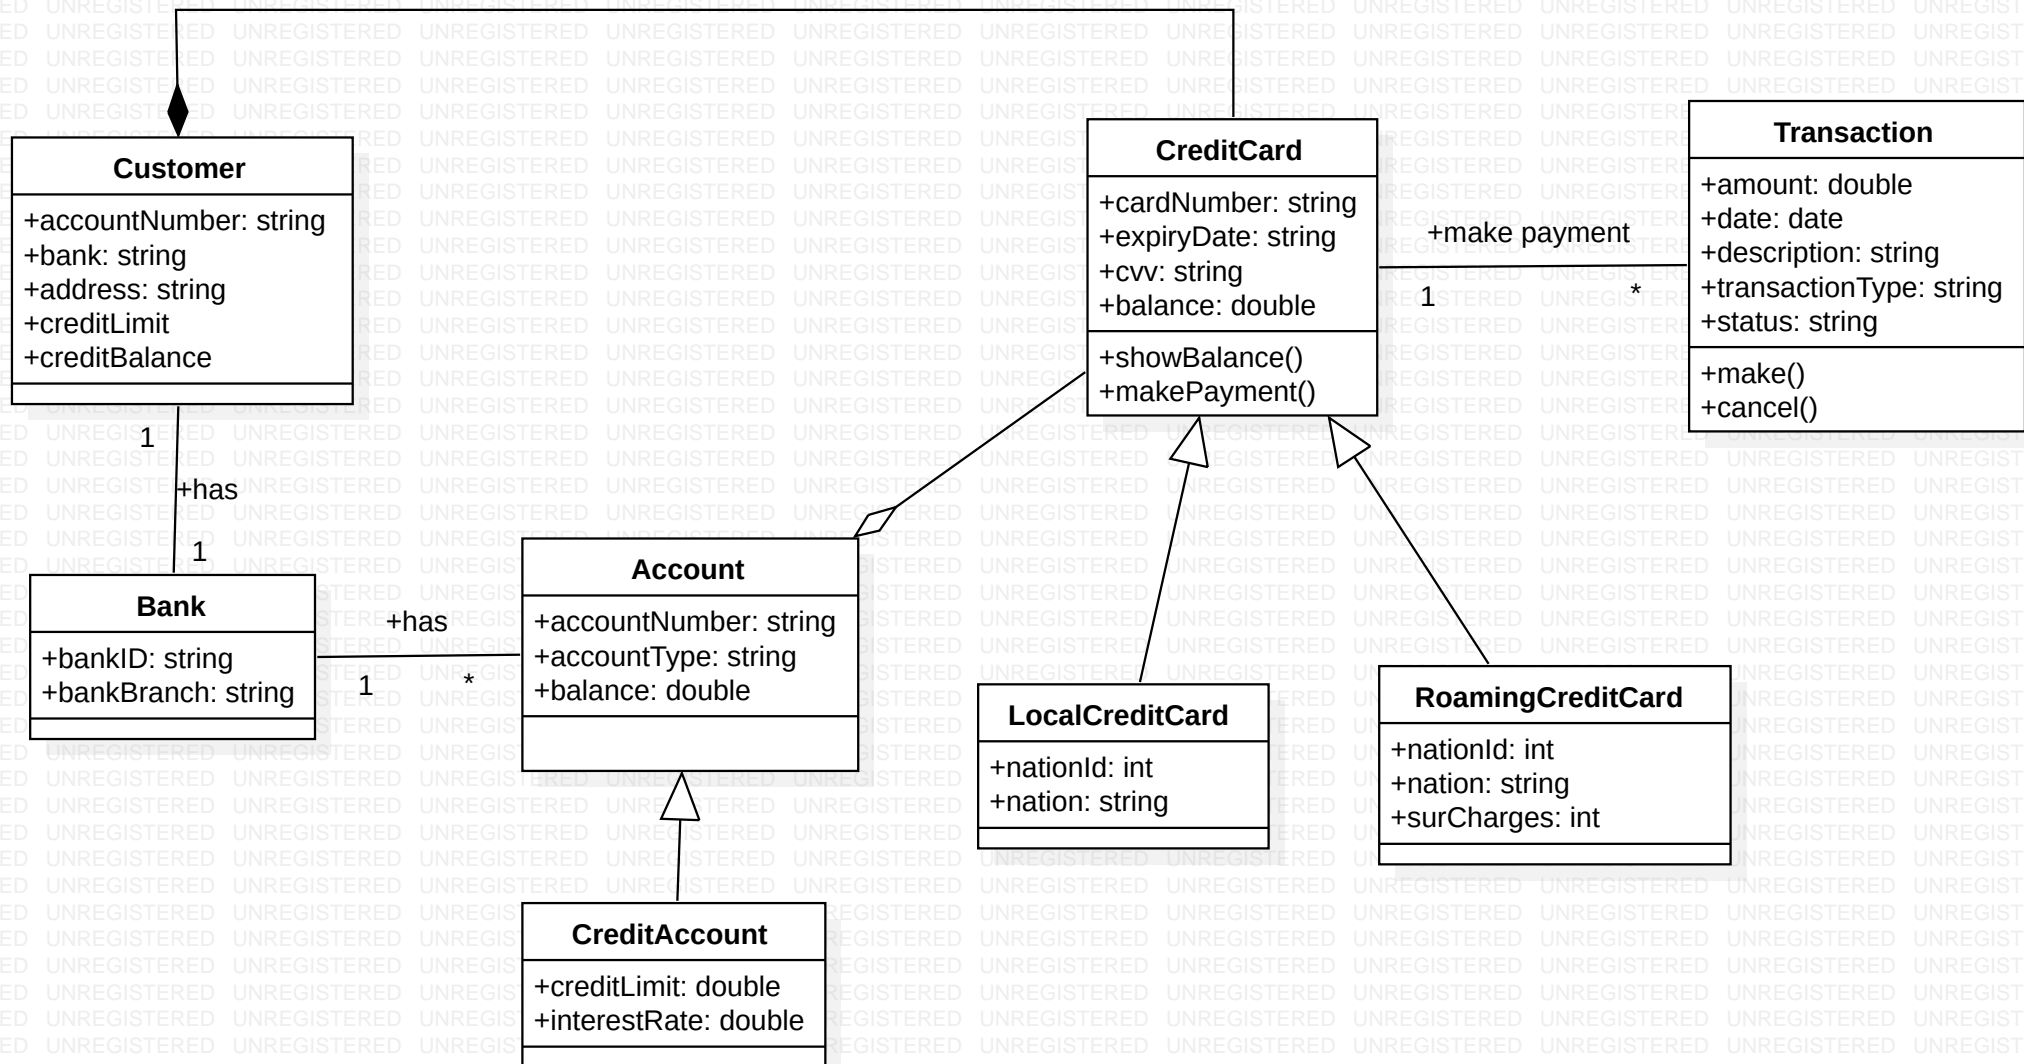 Customer
+accountNumber: string
+bank: string
+address: string
+creditLimit
+creditBalance
CreditCard
+cardNumber: string
+expiryDate: string
+cvv: string
+balance: double
+showBalance()
+makePayment()
+make payment
1
*
Transaction
+amount: double
+date: date
+description: string
+transactionType: string
+status: string
+make()
+cancel()
1
+has
1
Bank
+bankID: string
+bankBranch: string
+has
1
*
Account
+accountNumber: string
+accountType: string
+balance: double
LocalCreditCard
+nationId: int
+nation: string
RoamingCreditCard
+nationId: int
+nation: string
+surCharges: int
CreditAccount
+creditLimit: double
+interestRate: double
UNREGISTERED